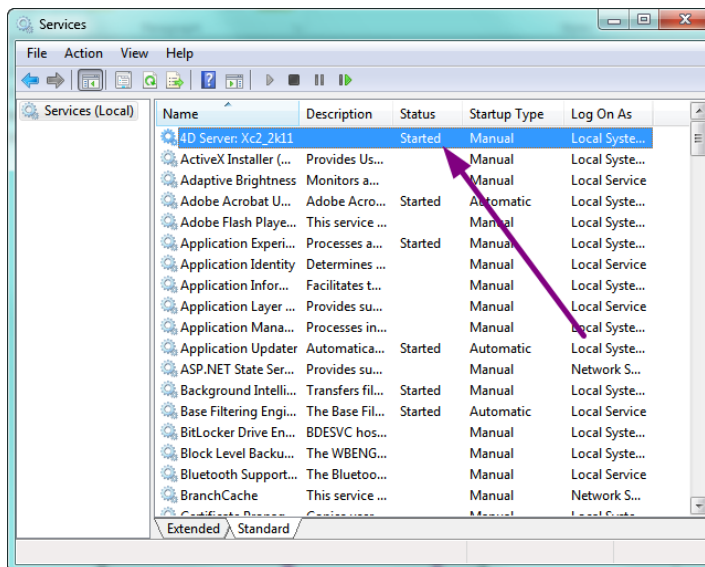 Services
File Action View Help
Services (Local)
Name Description Status Startup Type Log On As
4D Server: Xc2_2k11 Started Manual Local Syste...
ActiveX Installer (... Provides Us... Manual Local Syste...
Adaptive Brightness Monitors a... Manual Local Service
Adobe Acrobat U... Adobe Acro... Started Automatic Local Syste...
Adobe Flash Playe... This service ... Manual Local Syste...
Application Experi... Processes a... Started Manual Local Syste...
Application Identity Determines ... Manual Local Service
Application Infor... Facilitates t... Manual Local Syste...
Application Layer ... Provides su... Manual Local Service
Application Mana... Processes in... Manual Local Syste...
Application Updater Automatica... Started Automatic Local Syste...
ASP.NET State Ser... Provides su... Manual Network S...
Background Intelli... Transfers fil... Started Manual Local Syste...
Base Filtering Engi... The Base Fil... Started Automatic Local Service
BitLocker Drive En... BDESVC hos... Manual Local Syste...
Block Level Backu... The WBENG... Manual Local Syste...
Bluetooth Support... The Bluetoo... Manual Local Service
BranchCache This service ... Manual Network S...
Extended Standard